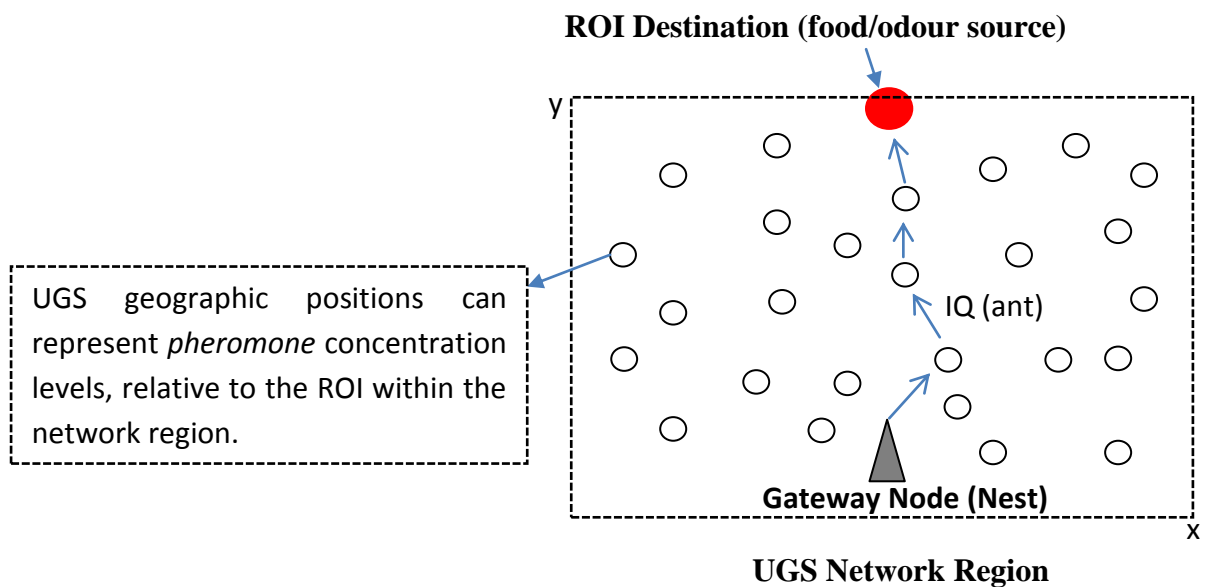 ROI Destination (food/odour source)
y
UGS geographic positions can
represent pheromone concentration
levels, relative to the ROI within the
network region.
IQ (ant)
Gateway Node (Nest)
x
UGS Network Region